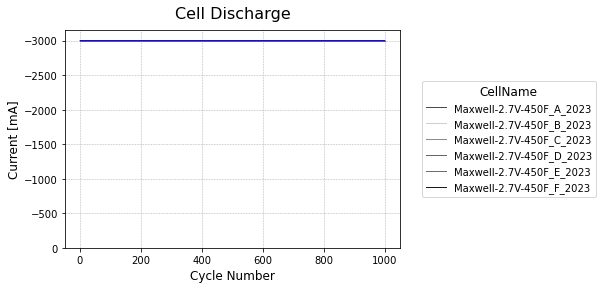 Cell Discharge
−3000
−2500
−2000
−1500
−1000
−500
0
Current [mA]
0 200 400 600 800 1000
Cycle Number
CellName
Maxwell-2.7V-450F_A_2023
Maxwell-2.7V-450F_B_2023
Maxwell-2.7V-450F_C_2023
Maxwell-2.7V-450F_D_2023
Maxwell-2.7V-450F_E_2023
Maxwell-2.7V-450F_F_2023